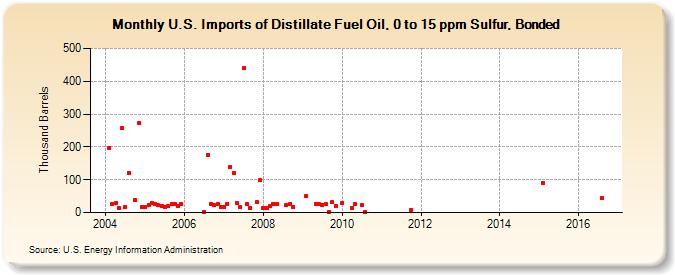 Monthly U.S. Imports of Distillate Fuel Oil, 0 to 15 ppm Sulfur, Bonded
Thousand Barrels
500
400
300
200
100
0
2004 2006 2008 2010 2012 2014 2016
Source: U.S. Energy Information Administration